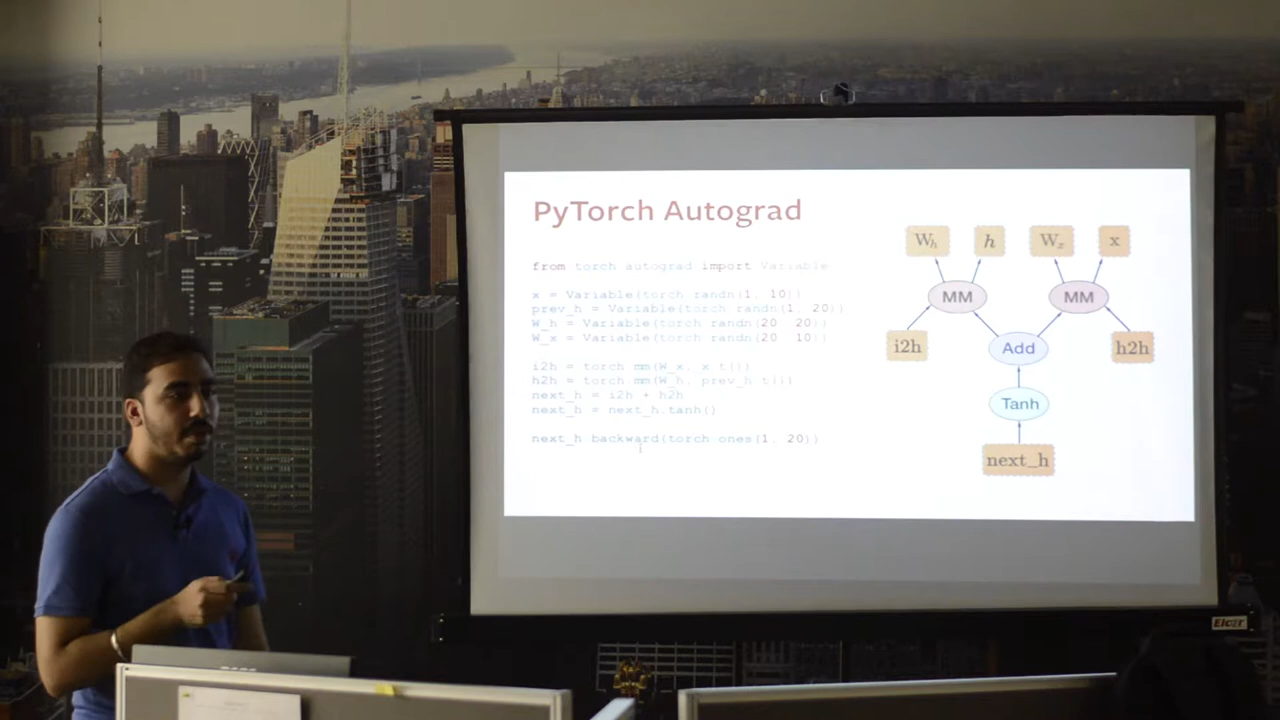 PyTorch Autograd
from torch autograd import Variable
x = Variable(torch randn(1, 10))
prev_h = Variable(torch randn(1, 20))
W_h = Variable(torch randn(20 20))
W_x = Variable(torch randn(20 10))
i2h = torch mm(W_x, x t())
h2h = torch mm(W_h, prev_h t())
next_h = i2h + h2h
next_h = next_h.tanh()
next_h backward(torch ones(1, 20))
Wh h Wx x
MM MM
i2h Add h2h
Tanh
next_h
Elcor